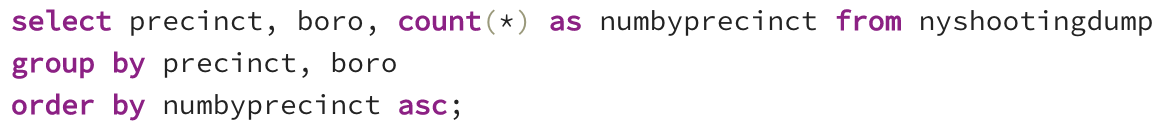 select precinct, boro, count(*) as numbyprecinct from nyshootingdump
group by precinct, boro
order by numbyprecinct asc;